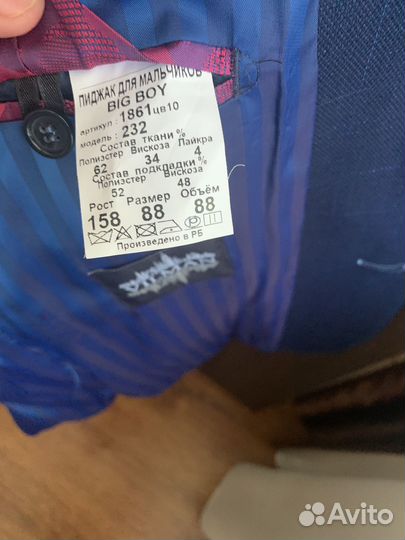 ПИДЖАК ДЛЯ МАЛЬЧИКОВ
BIG BOY
артикул : 1861цв10
модель : 232
Состав ткани %
Полиэстер Вискоза Лайкра
62 34 4
Состав подкладки%
Полиэстер Вискоза
52 48
Рост Размер Объём
158 88 88
Произведено в РБ
Avito